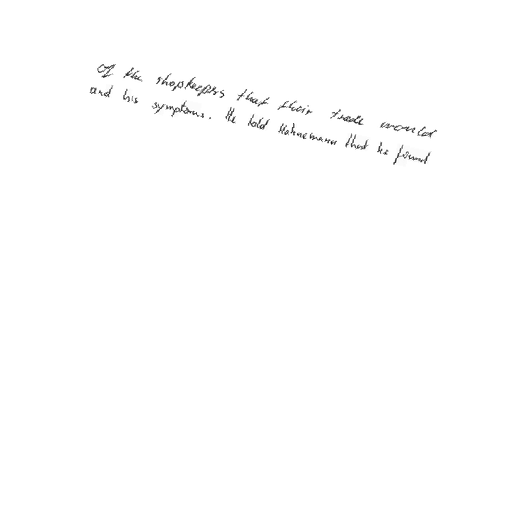 of the shopkeepers that their trade would
and his symptoms. He told Hahnemann that he found